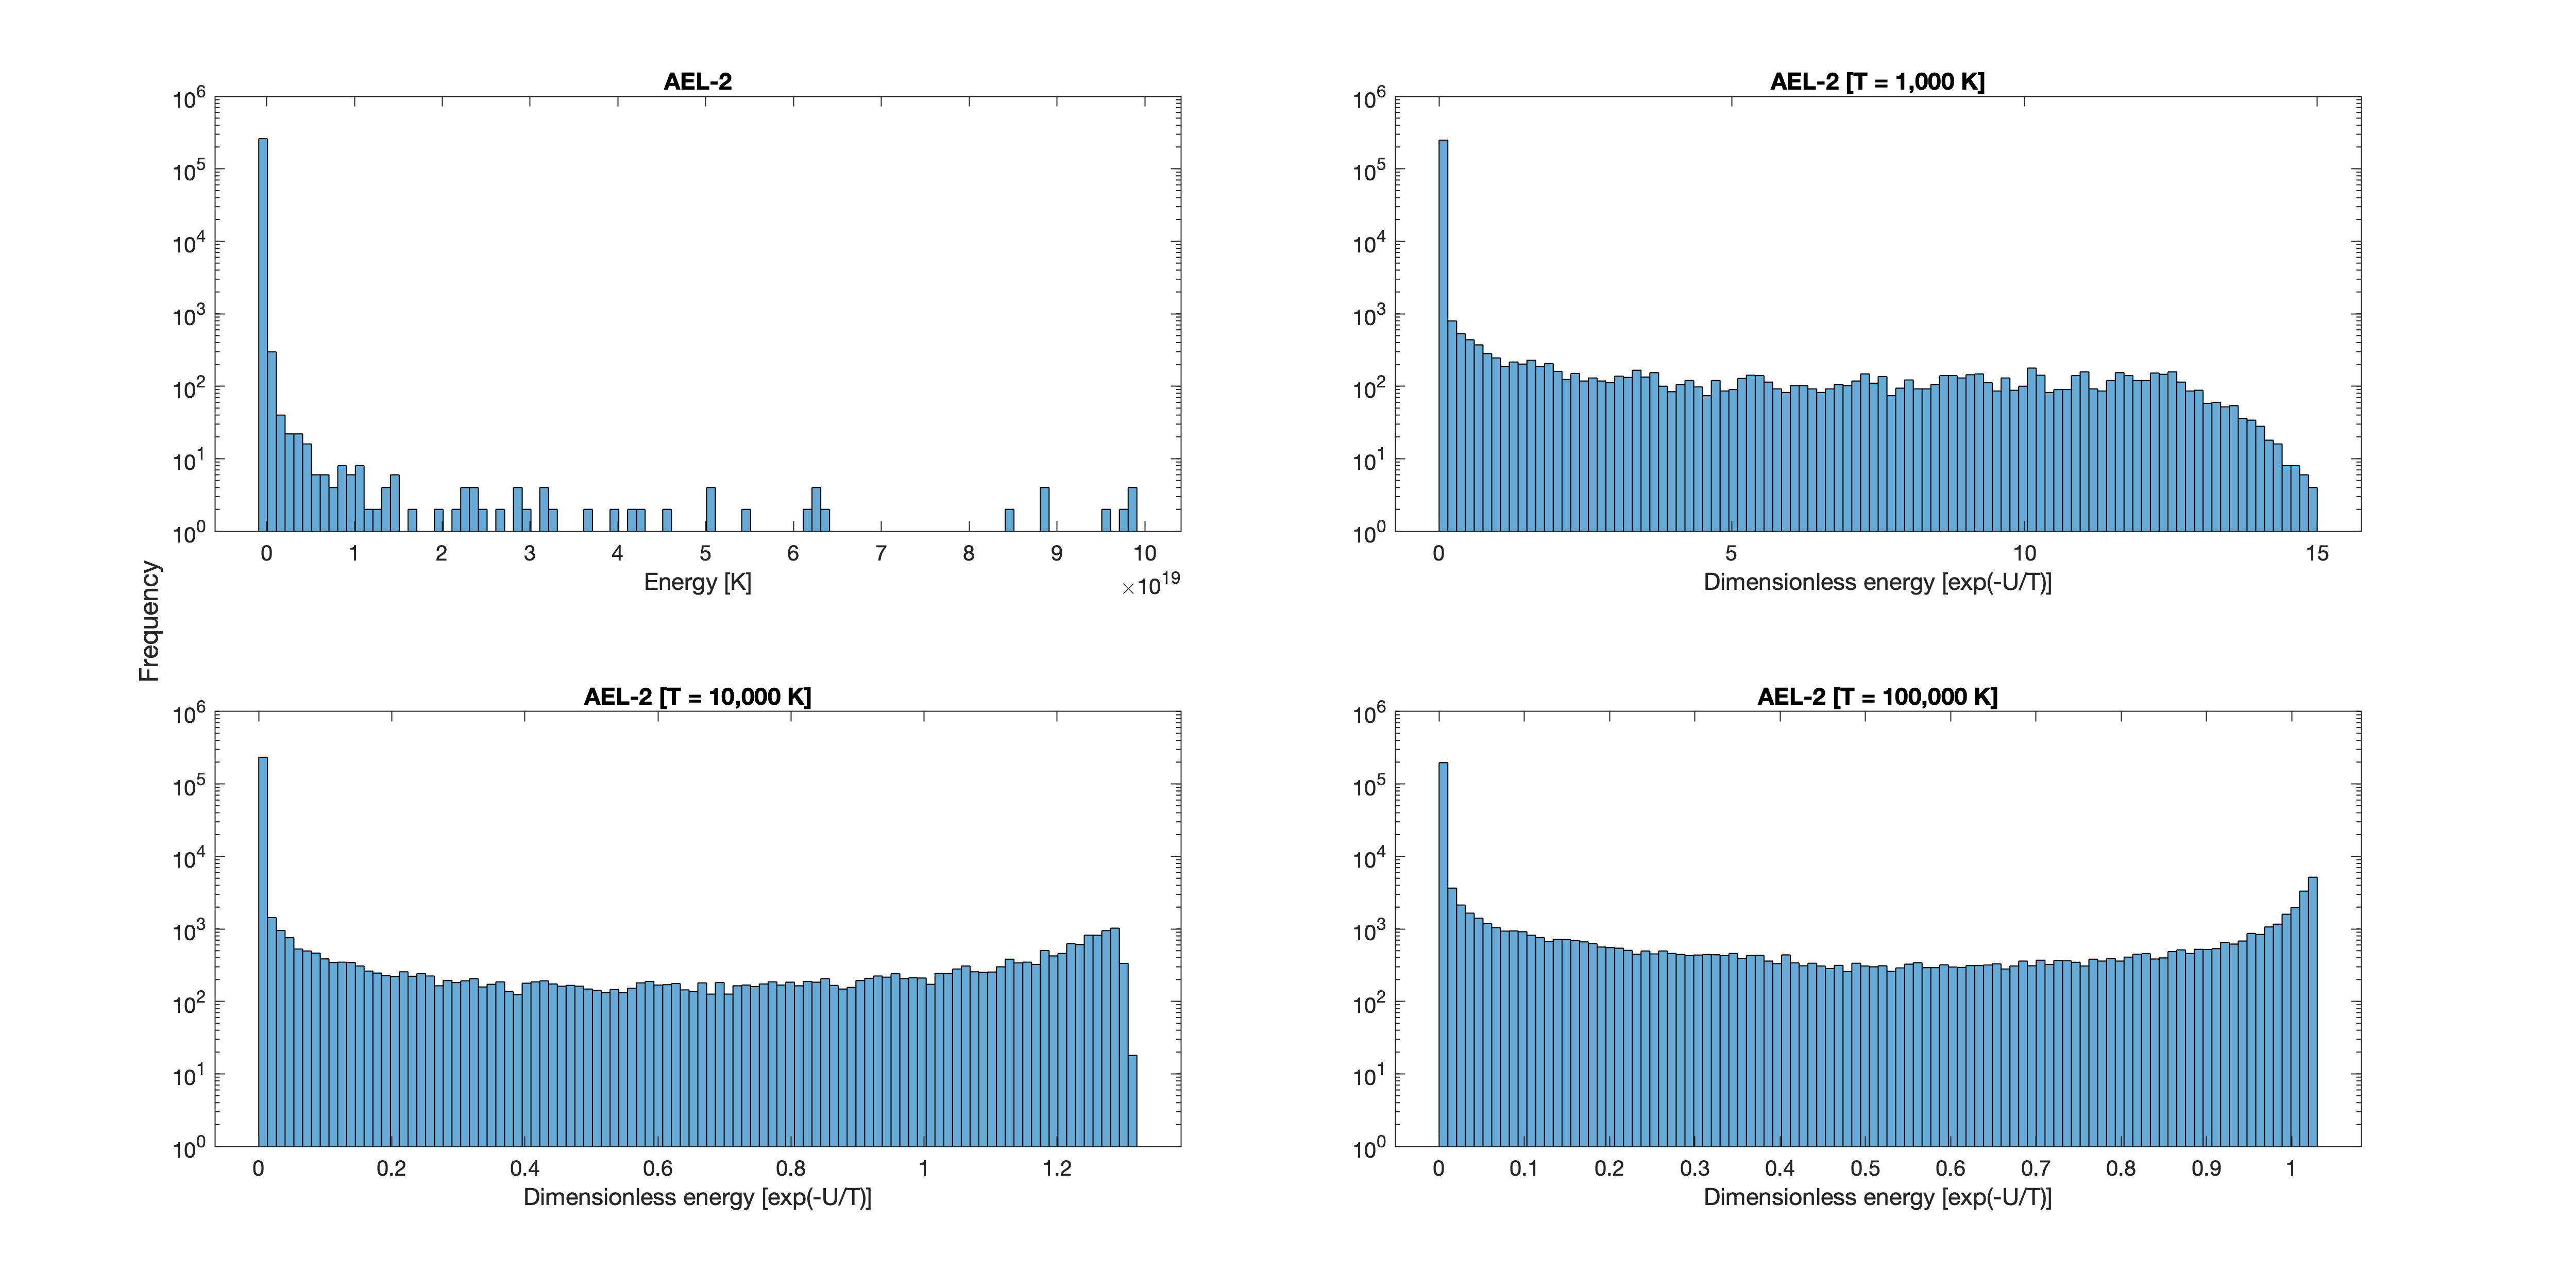 AEL-2
10^6
10^5
10^4
10^3
10^2
10^1
10^0
0 1 2 3 4 5 6 7 8 9 10
Energy [K]
×10^19
AEL-2 [T = 1,000 K]
10^6
10^5
10^4
10^3
10^2
10^1
10^0
0 5 10 15
Dimensionless energy [exp(-U/T)]
Frequency
AEL-2 [T = 10,000 K]
10^6
10^5
10^4
10^3
10^2
10^1
10^0
0 0.2 0.4 0.6 0.8 1 1.2
Dimensionless energy [exp(-U/T)]
AEL-2 [T = 100,000 K]
10^6
10^5
10^4
10^3
10^2
10^1
10^0
0 0.1 0.2 0.3 0.4 0.5 0.6 0.7 0.8 0.9 1
Dimensionless energy [exp(-U/T)]